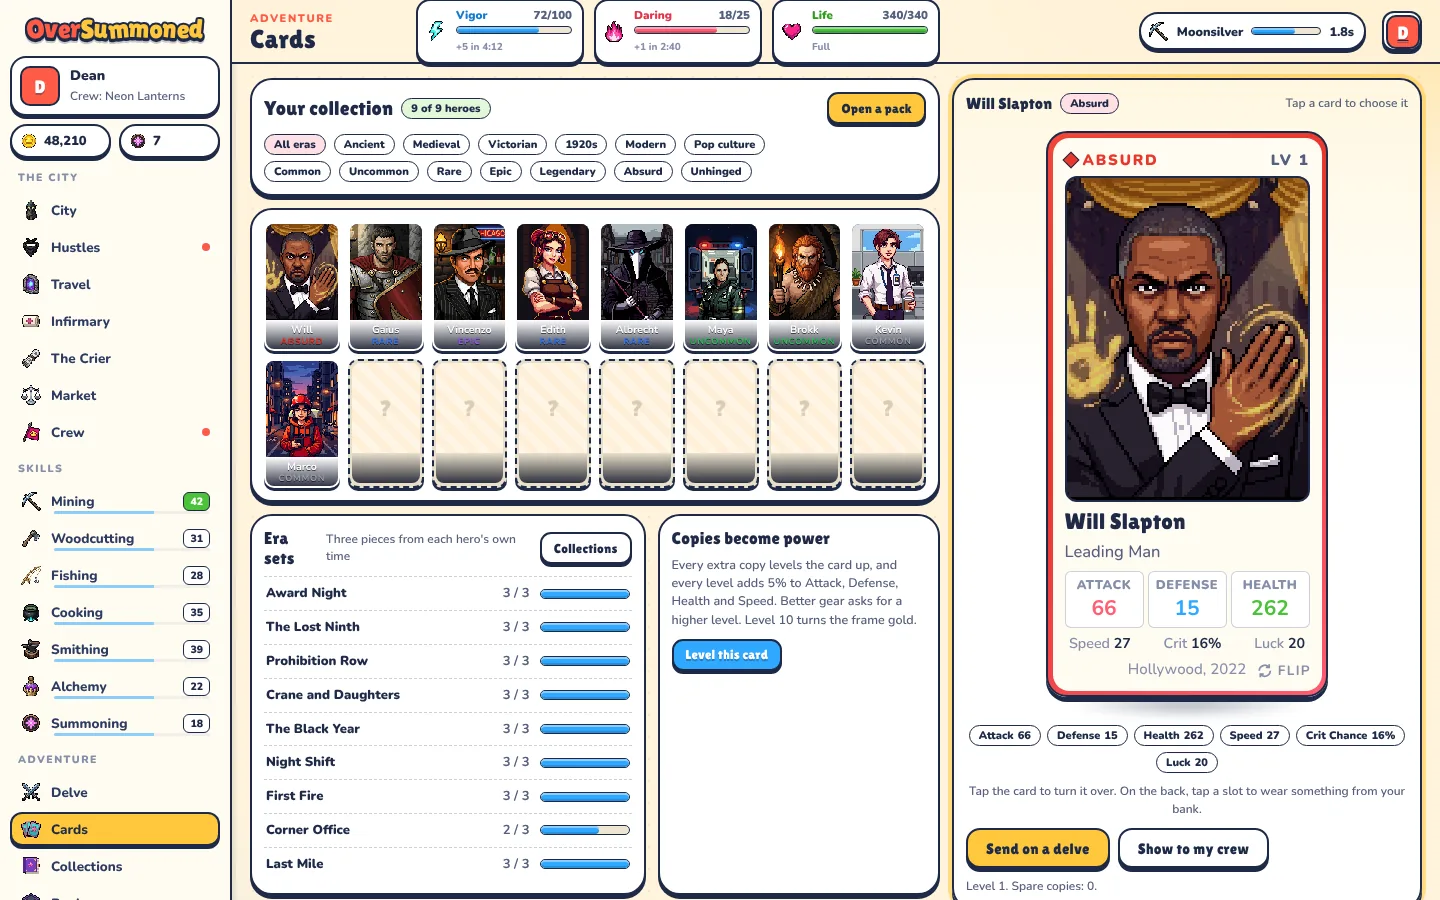 OverSummoned
D
Dean
Crew: Neon Lanterns
48,210
7
THE CITY
City
Hustles
Travel
Infirmary
The Crier
Market
Crew
SKILLS
Mining 42
Woodcutting 31
Fishing 28
Cooking 35
Smithing 39
Alchemy 22
Summoning 18
ADVENTURE
Delve
Cards
Collections
ADVENTURE
Cards
Vigor 72/100
+5 in 4:12
Daring 18/25
+1 in 2:40
Life 340/340
Full
Moonsilver 1.8s
D
Your collection 9 of 9 heroes
Open a pack
All eras Ancient Medieval Victorian 1920s Modern Pop culture
Common Uncommon Rare Epic Legendary Absurd Unhinged
HICAGO
Will Gaius Vincenzo Edith Albrecht Maya Brokk Kevin
ABSURD RARE EPIC RARE RARE UNCOMMON UNCOMMON COMMON
? ? ? ? ? ? ?
Marco
COMMON
Era sets
Three pieces from each hero's own time
Collections
Award Night 3 / 3
The Lost Ninth 3 / 3
Prohibition Row 3 / 3
Crane and Daughters 3 / 3
The Black Year 3 / 3
Night Shift 3 / 3
First Fire 3 / 3
Corner Office 2 / 3
Last Mile 3 / 3
Copies become power
Every extra copy levels the card up, and
every level adds 5% to Attack, Defense,
Health and Speed. Better gear asks for a
higher level. Level 10 turns the frame gold.
Level this card
Will Slapton Absurd
Tap a card to choose it
ABSURD LV 1
Will Slapton
Leading Man
ATTACK DEFENSE HEALTH
66 15 262
Speed 27 Crit 16% Luck 20
Hollywood, 2022 FLIP
Attack 66 Defense 15 Health 262 Speed 27 Crit Chance 16%
Luck 20
Tap the card to turn it over. On the back, tap a slot to wear something from your
bank.
Send on a delve
Show to my crew
Level 1. Spare copies: 0.